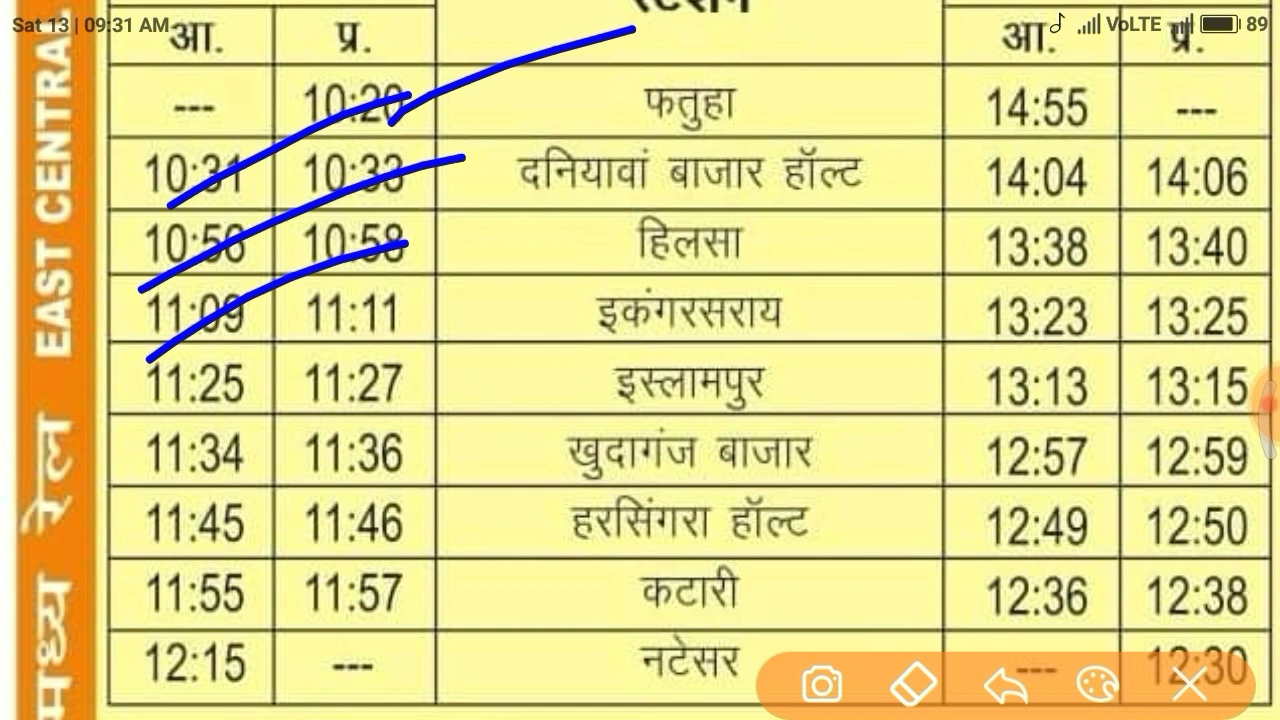 Sat 13 | 09:31 AM VoLTE 89
स्टेशन
आ. प्र. आ. प्र.
--- 10:20 फतुहा 14:55 ---
10:31 10:33 दनियावां बाजार हॉल्ट 14:04 14:06
10:56 10:58 हिलसा 13:38 13:40
11:09 11:11 इकंगरसराय 13:23 13:25
11:25 11:27 इस्लामपुर 13:13 13:15
11:34 11:36 खुदागंज बाजार 12:57 12:59
11:45 11:46 हरसिंगरा हॉल्ट 12:49 12:50
11:55 11:57 कटारी 12:36 12:38
12:15 --- नटेसर --- 12:30
मध्य रेल EAST CENTRA